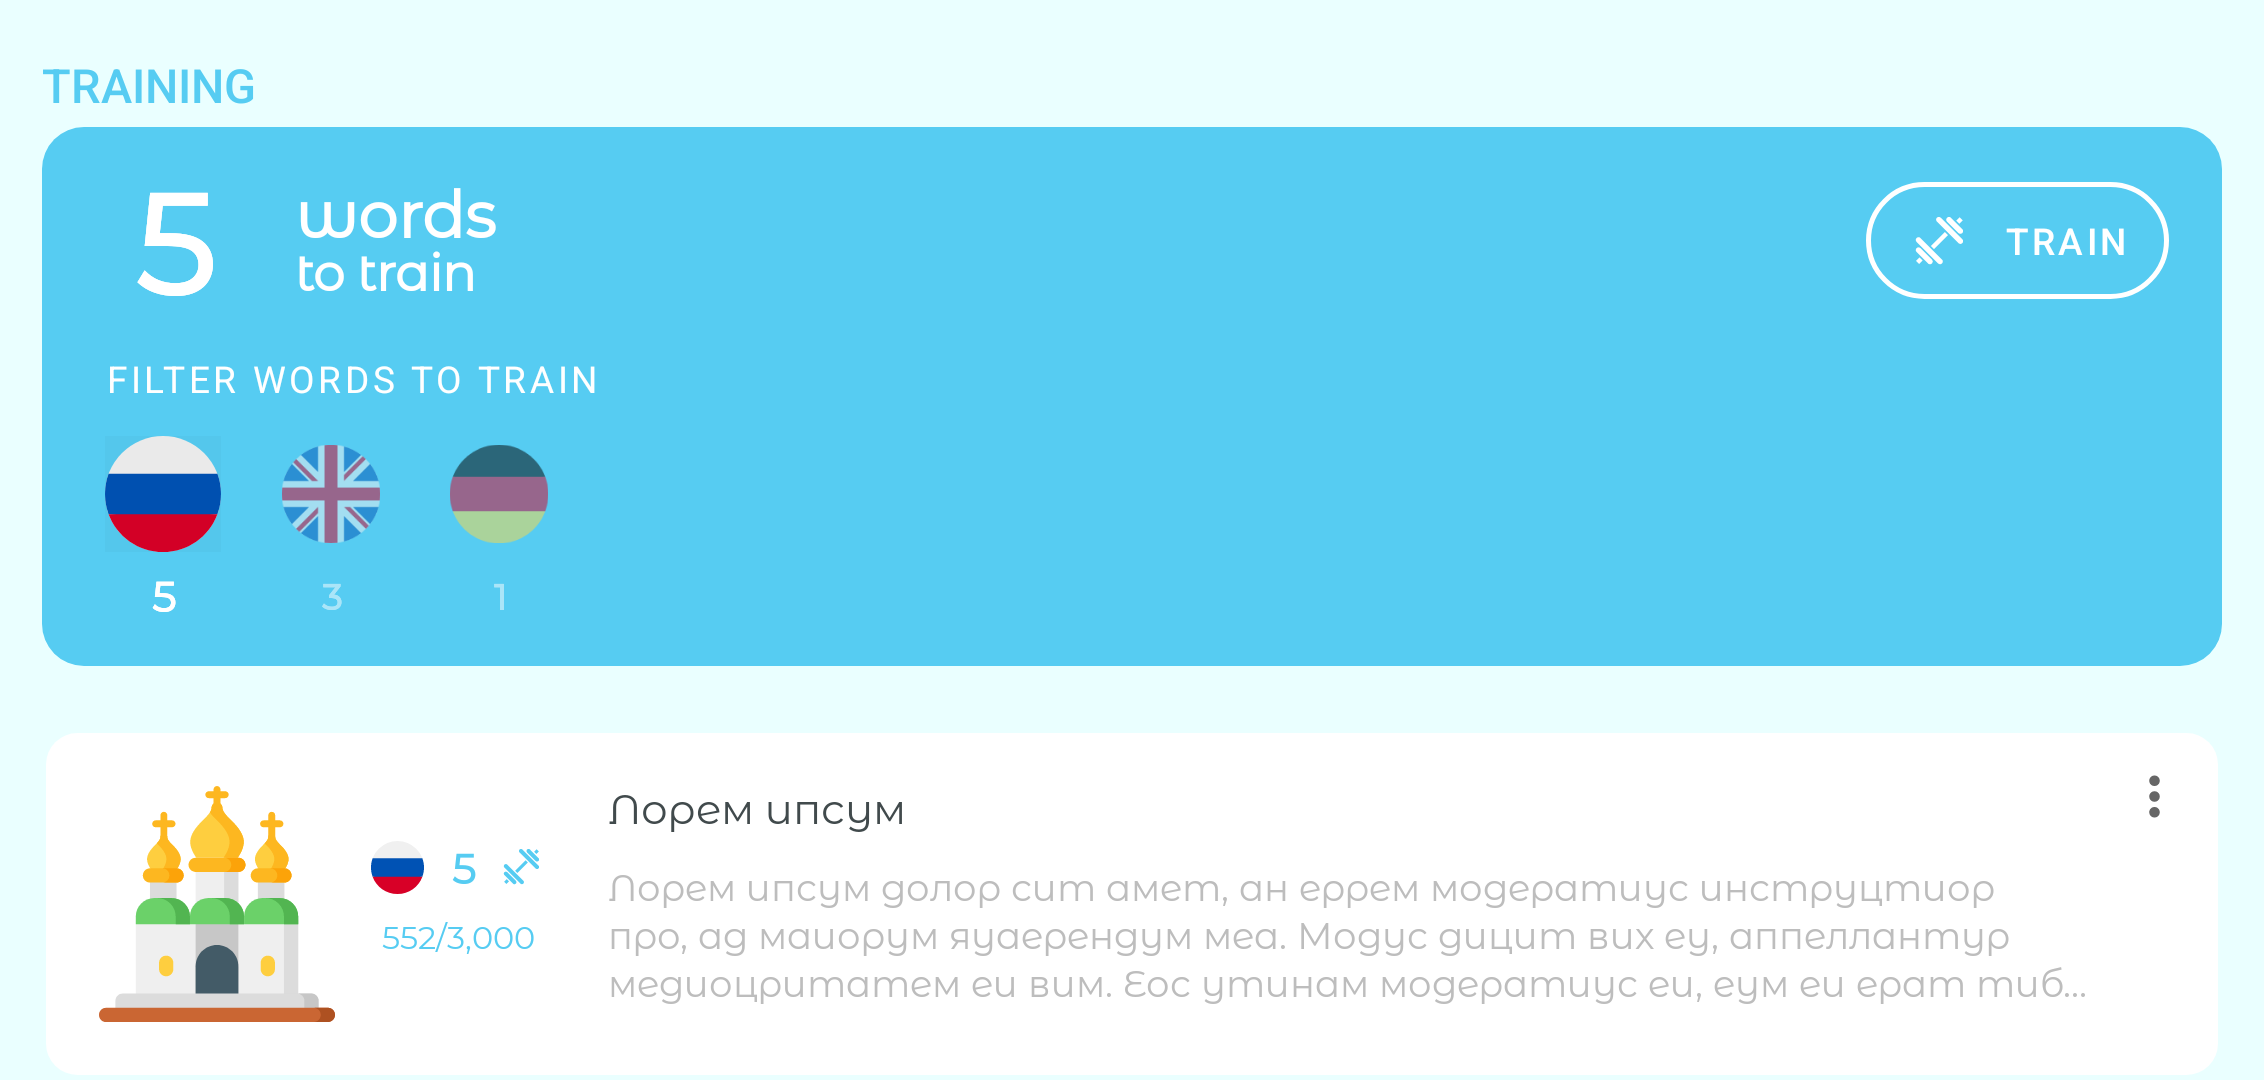 TRAINING
5 words
to train
TRAIN
FILTER WORDS TO TRAIN
5 3 1
Лорем ипсум
5
552/3,000
Лорем ипсум долор сит амет, ан еррем модератиус инструцтиор
про, ад маиорум яуаерендум меа. Модус дицит вих еу, аппеллантур
медиоцритатем еи вим. Еос утинам модератиус еи, еум еи ерат тиб...